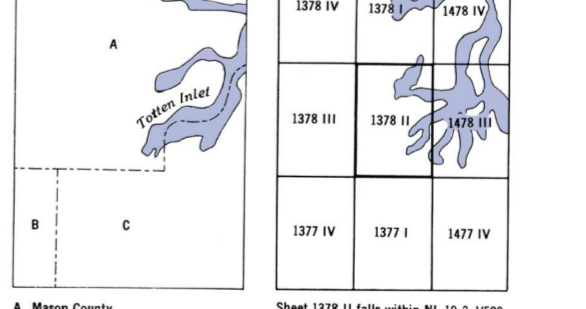 1378 IV
1378 I
1478 IV
A
Totten Inlet
1378 III
1378 II
1478 III
B
C
1377 IV
1377 I
1477 IV
A. Mason County
Sheet 1378 II falls within NL 10-2, V502